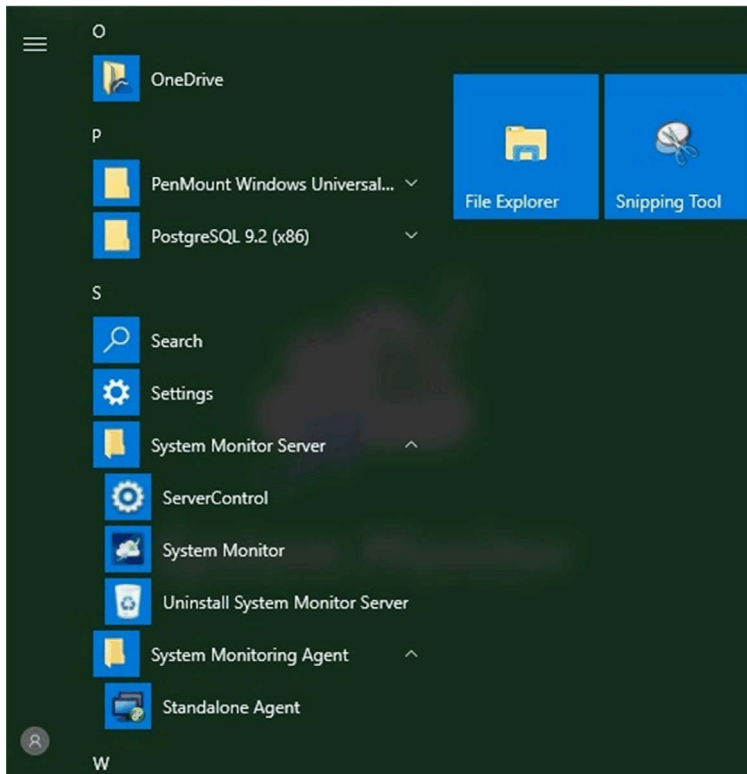 O
OneDrive
P
PenMount Windows Universal...
PostgreSQL 9.2 (x86)
S
Search
Settings
System Monitor Server
ServerControl
System Monitor
Uninstall System Monitor Server
System Monitoring Agent
Standalone Agent
W
File Explorer
Snipping Tool